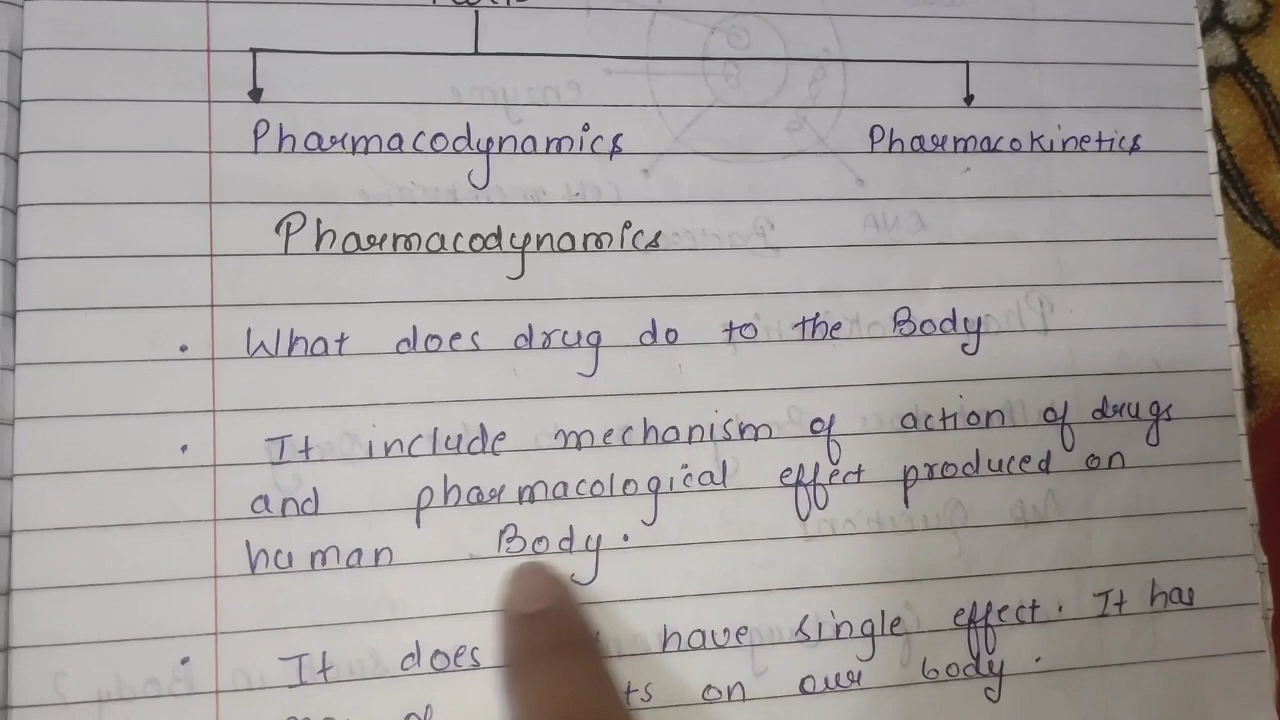 Pharmacodynamics Pharmacokinetics
Pharmacodynamics
. What does drug do to the Body
. It include mechanism of action of drugs
and pharmacological effect produced on
human Body.
. It does have single effect. It has
on our body.